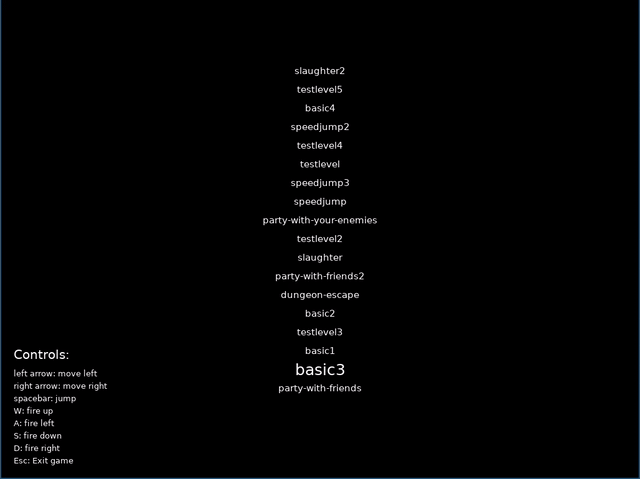 slaughter2
testlevel5
basic4
speedjump2
testlevel4
testlevel
speedjump3
speedjump
party-with-your-enemies
testlevel2
slaughter
party-with-friends2
dungeon-escape
basic2
testlevel3
basic1
basic3
party-with-friends
Controls:
left arrow: move left
right arrow: move right
spacebar: jump
W: fire up
A: fire left
S: fire down
D: fire right
Esc: Exit game